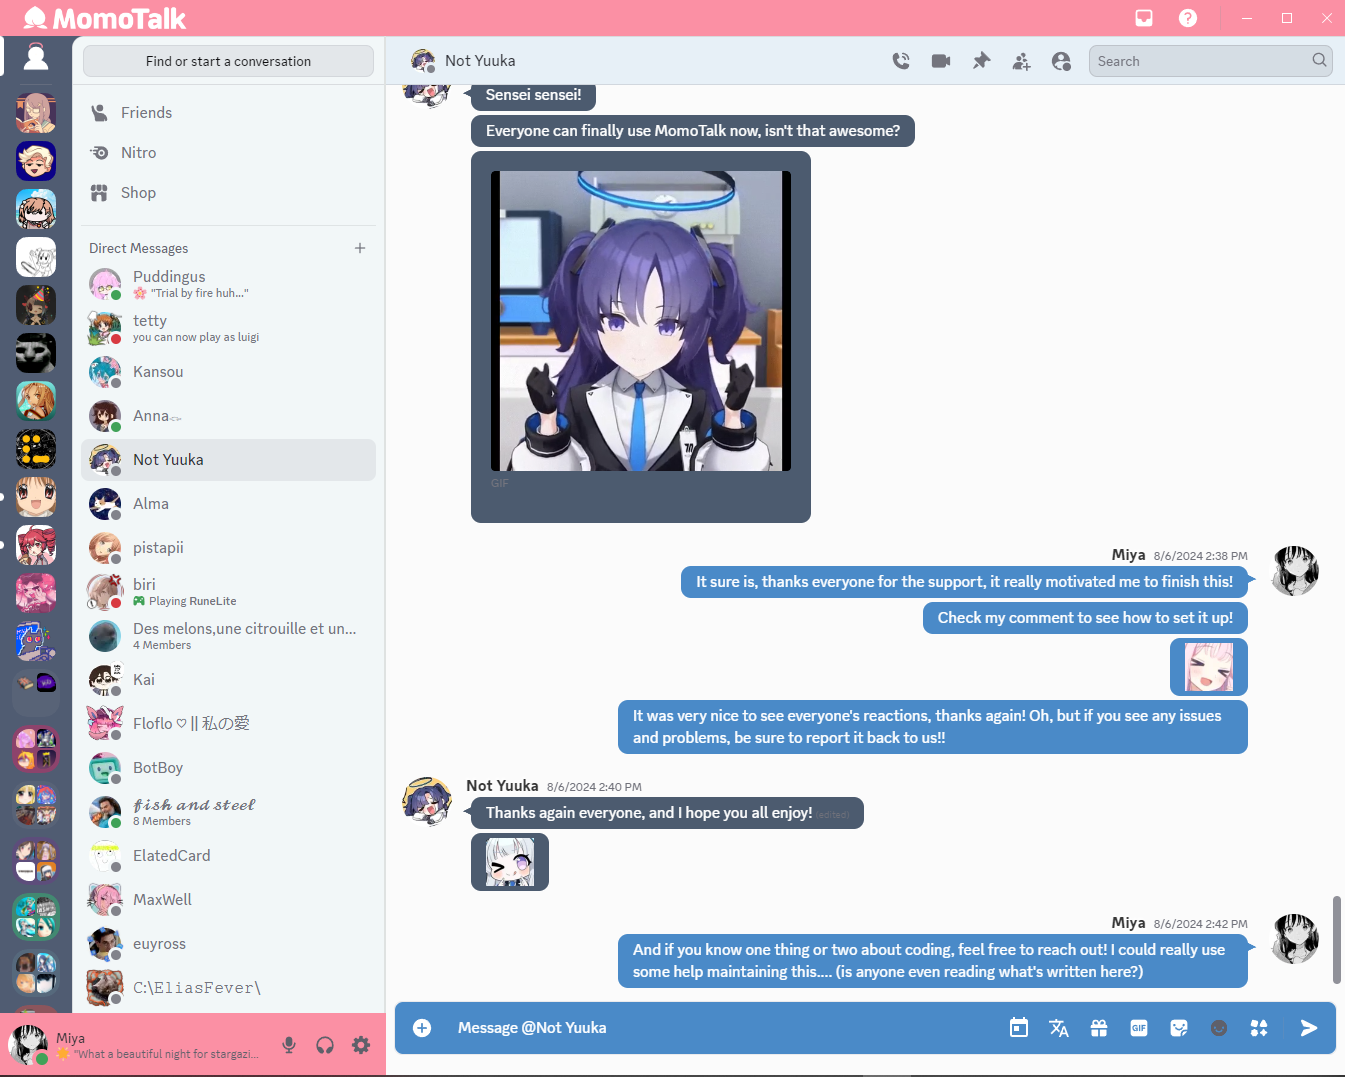 MomoTalk
Find or start a conversation
Friends
Nitro
Shop
Direct Messages
Puddingus
🌸 "Trial by fire huh..."
tetty
you can now play as luigi
Kansou
Anna
Not Yuuka
Alma
pistapii
biri
Playing RuneLite
Des melons,une citrouille et un...
4 Members
Kai
Floflo ♡ || 私の愛
BotBoy
𝓯𝓲𝓼𝓱 𝓪𝓷𝓭 𝓼𝓽𝓮𝓮𝓵
8 Members
ElatedCard
MaxWell
euyross
C:\EliasFever\
Miya
☀️ "What a beautiful night for stargazi...
Not Yuuka
Search
Sensei sensei!
Everyone can finally use MomoTalk now, isn't that awesome?
GIF
Miya 8/6/2024 2:38 PM
It sure is, thanks everyone for the support, it really motivated me to finish this!
Check my comment to see how to set it up!
It was very nice to see everyone's reactions, thanks again! Oh, but if you see any issues
and problems, be sure to report it back to us!!
Not Yuuka 8/6/2024 2:40 PM
Thanks again everyone, and I hope you all enjoy! (edited)
Miya 8/6/2024 2:42 PM
And if you know one thing or two about coding, feel free to reach out! I could really use
some help maintaining this.... (is anyone even reading what's written here?)
Message @Not Yuuka
GIF